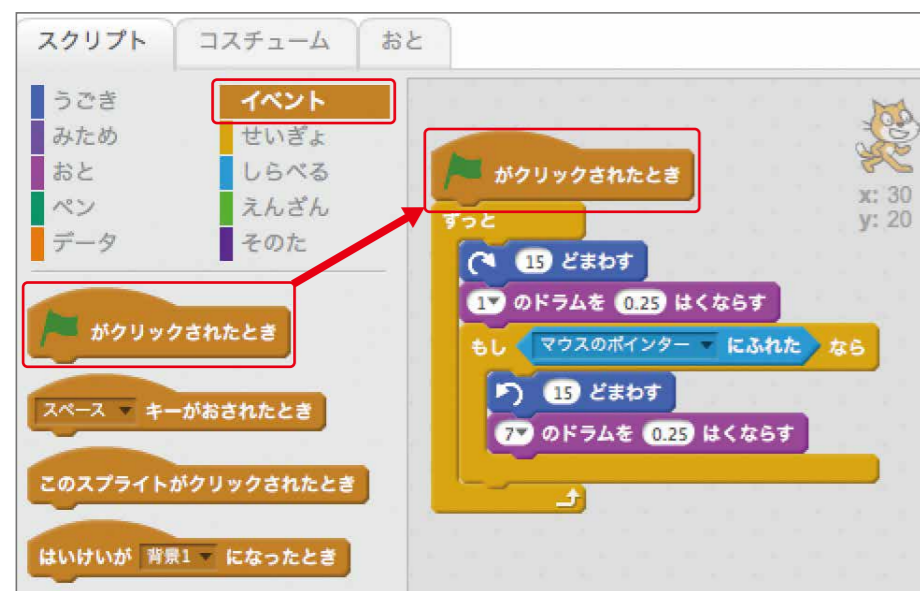 スクリプト コスチューム おと
うごき イベント
みため せいぎょ
おと しらべる
ペン えんざん
データ そのた
がクリックされたとき
スペース キーがおされたとき
このスプライトがクリックされたとき
はいけいが 背景1 になったとき
がクリックされたとき
ずっと
15 どまわす
1 のドラムを 0.25 はくならす
もし マウスのポインター にふれた なら
15 どまわす
7 のドラムを 0.25 はくならす
x: 30
y: 20